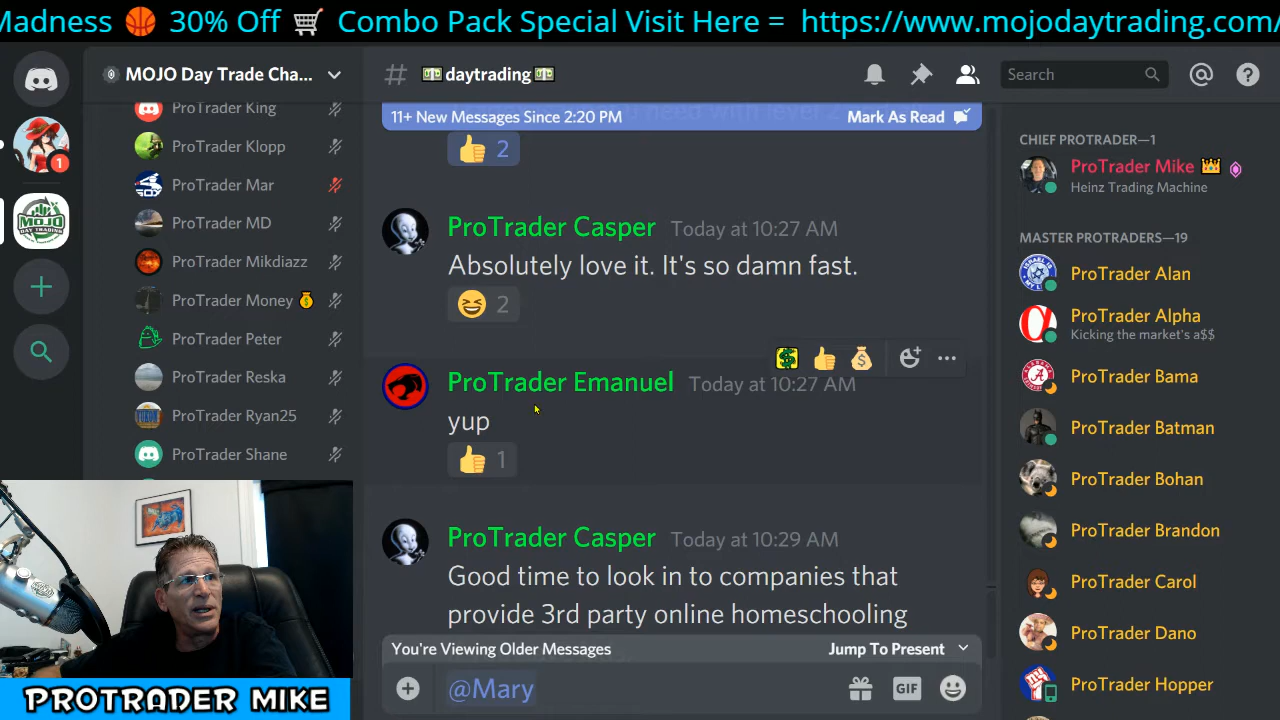 Madness 🏀 30% Off 🛒 Combo Pack Special Visit Here = https://www.mojodaytrading.com/
MOJO Day Trade Cha...
ProTrader King
ProTrader Klopp
ProTrader Mar
ProTrader MD
ProTrader Mikdiazz
ProTrader Money 💰
ProTrader Peter
ProTrader Reska
ProTrader Ryan25
ProTrader Shane
1
MOJO
DAY TRADING
# 💵daytrading💵
Search
11+ New Messages Since 2:20 PM Mark As Read
👍 2
ProTrader Casper Today at 10:27 AM
Absolutely love it. It's so damn fast.
😆 2
ProTrader Emanuel Today at 10:27 AM
yup
👍 1
ProTrader Casper Today at 10:29 AM
Good time to look in to companies that
provide 3rd party online homeschooling
You're Viewing Older Messages Jump To Present
@Mary
GIF
CHIEF PROTRADER—1
ProTrader Mike 👑
Heinz Trading Machine
MASTER PROTRADERS—19
ProTrader Alan
ProTrader Alpha
Kicking the market's a$$
ProTrader Bama
ProTrader Batman
ProTrader Bohan
ProTrader Brandon
ProTrader Carol
ProTrader Dano
ProTrader Hopper
PROTRADER MIKE